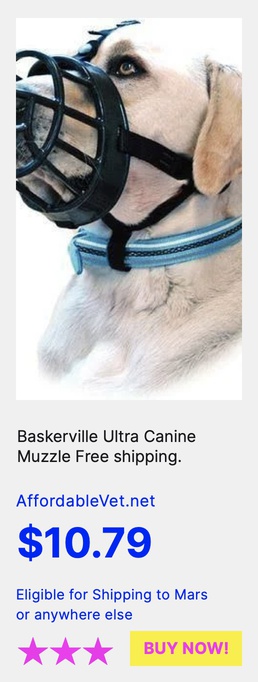 Baskerville Ultra Canine
Muzzle Free shipping.
AffordableVet.net
$10.79
Eligible for Shipping to Mars
or anywhere else
BUY NOW!